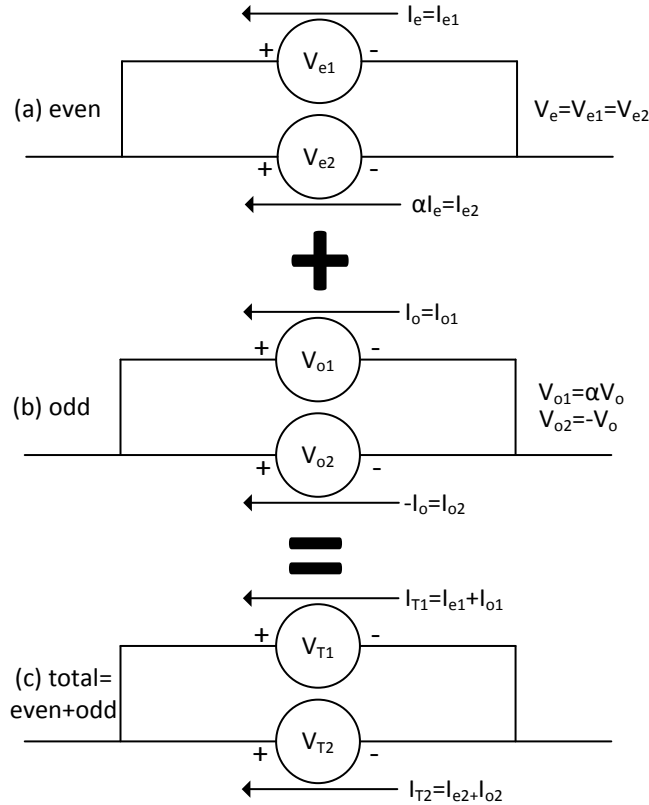 I_e=I_e1
+ V_e1 -
(a) even
V_e=V_e1=V_e2
+ V_e2 -
αI_e=I_e2
+
I_o=I_o1
+ V_o1 -
(b) odd
V_o1=αV_o
V_o2=-V_o
+ V_o2 -
-I_o=I_o2
=
I_T1=I_e1+I_o1
+ V_T1 -
(c) total=
even+odd
+ V_T2 -
I_T2=I_e2+I_o2